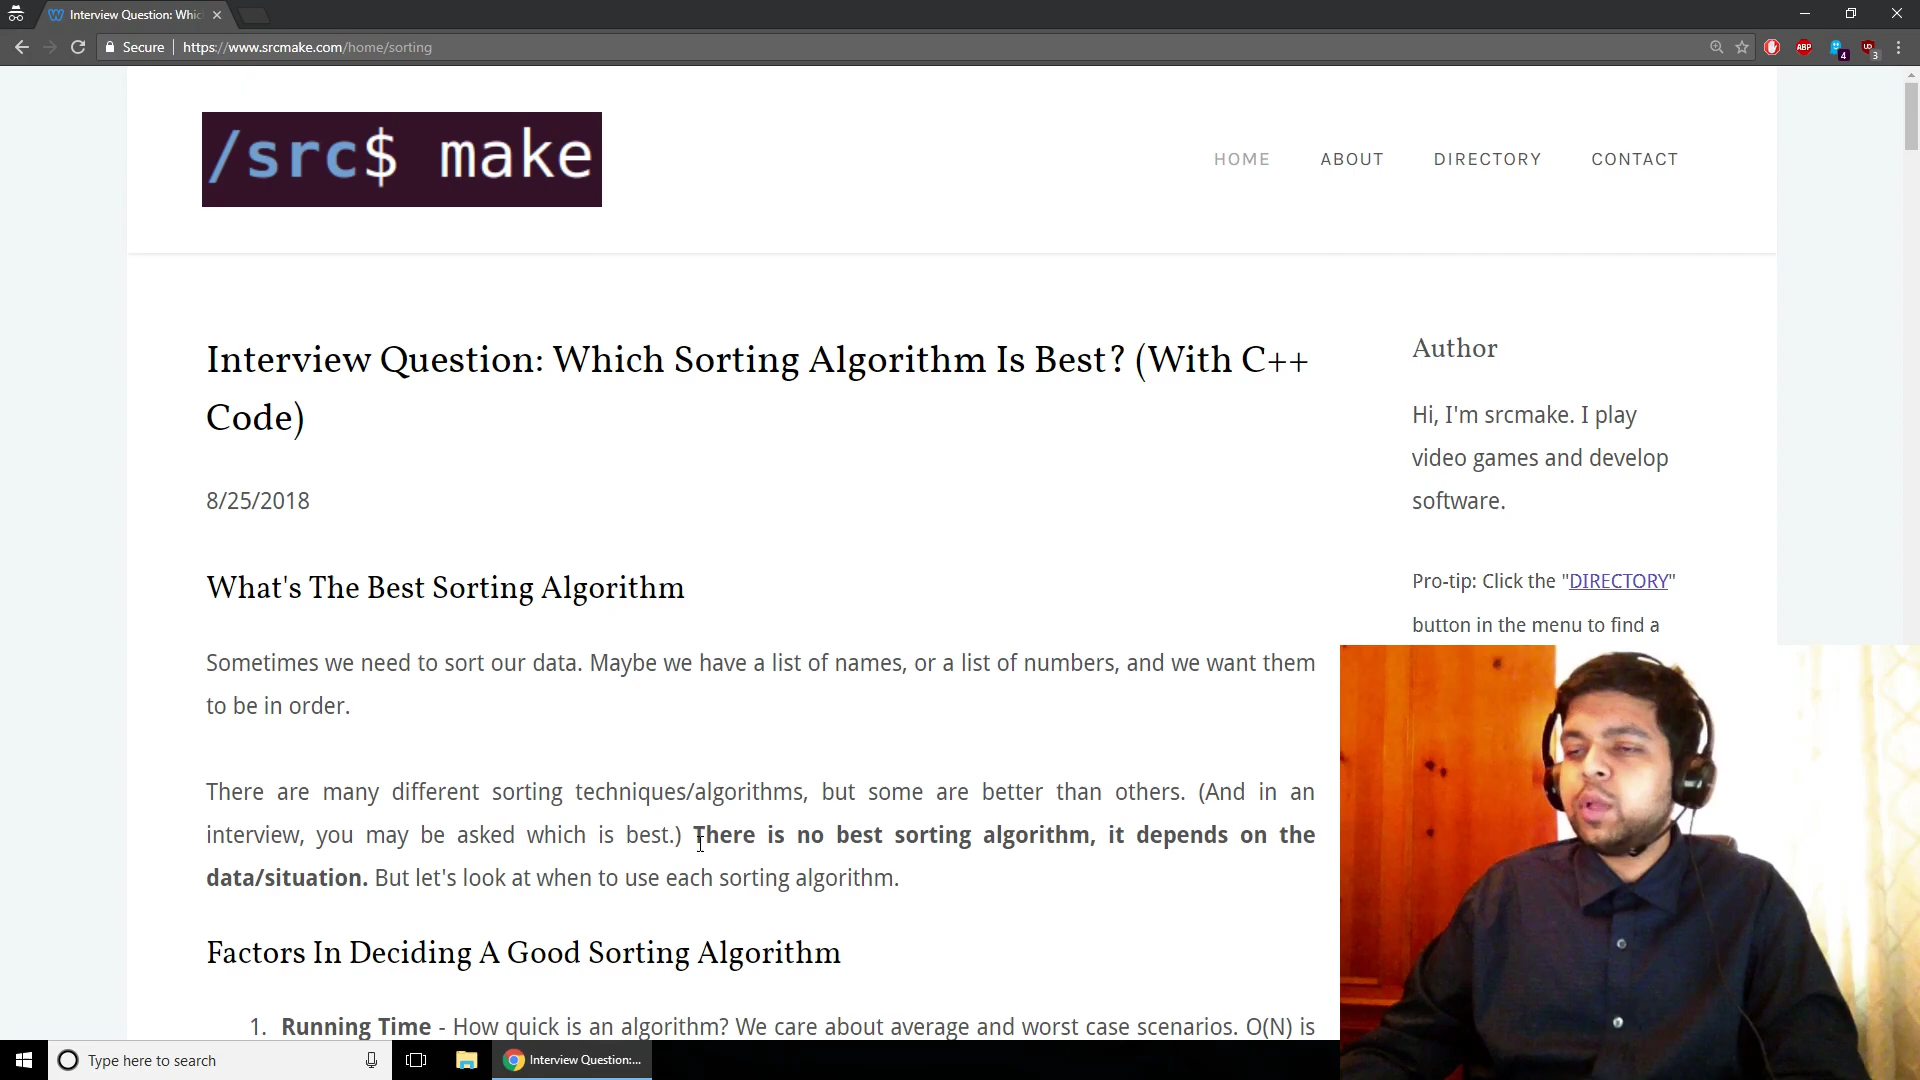 Interview Question: Whic
Secure | https://www.srcmake.com/home/sorting
ABP
4
UD
3
/src$ make
HOME ABOUT DIRECTORY CONTACT
Interview Question: Which Sorting Algorithm Is Best? (With C++
Code)
8/25/2018
What's The Best Sorting Algorithm
Sometimes we need to sort our data. Maybe we have a list of names, or a list of numbers, and we want them
to be in order.
There are many different sorting techniques/algorithms, but some are better than others. (And in an
interview, you may be asked which is best.) There is no best sorting algorithm, it depends on the
data/situation. But let's look at when to use each sorting algorithm.
Factors In Deciding A Good Sorting Algorithm
1. Running Time - How quick is an algorithm? We care about average and worst case scenarios. O(N) is
Author
Hi, I'm srcmake. I play
video games and develop
software.
Pro-tip: Click the "DIRECTORY"
button in the menu to find a
Type here to search
Interview Question:...